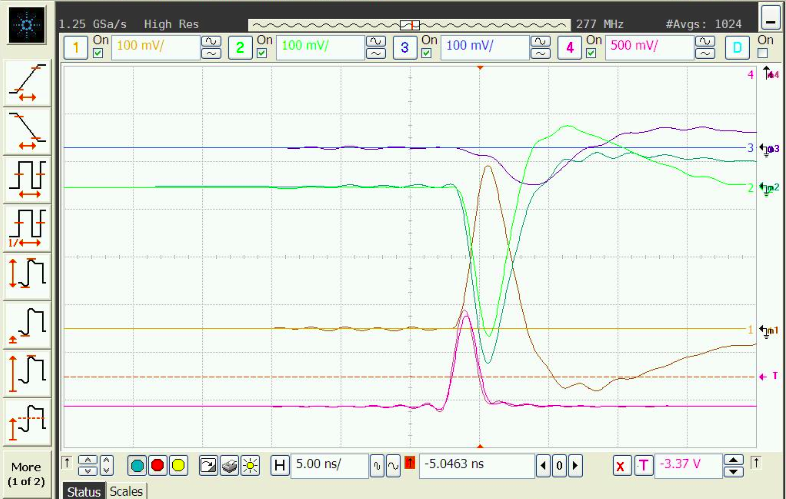 1.25 GSa/s High Res 277 MHz #Avgs: 1024
1 On 100 mV/ 2 On 100 mV/ 3 On 100 mV/ 4 On 500 mV/ D On
4
3
2
1
T
1/
More
(1 of 2)
H 5.00 ns/ -5.0463 ns 0 X T -3.37 V
Status Scales